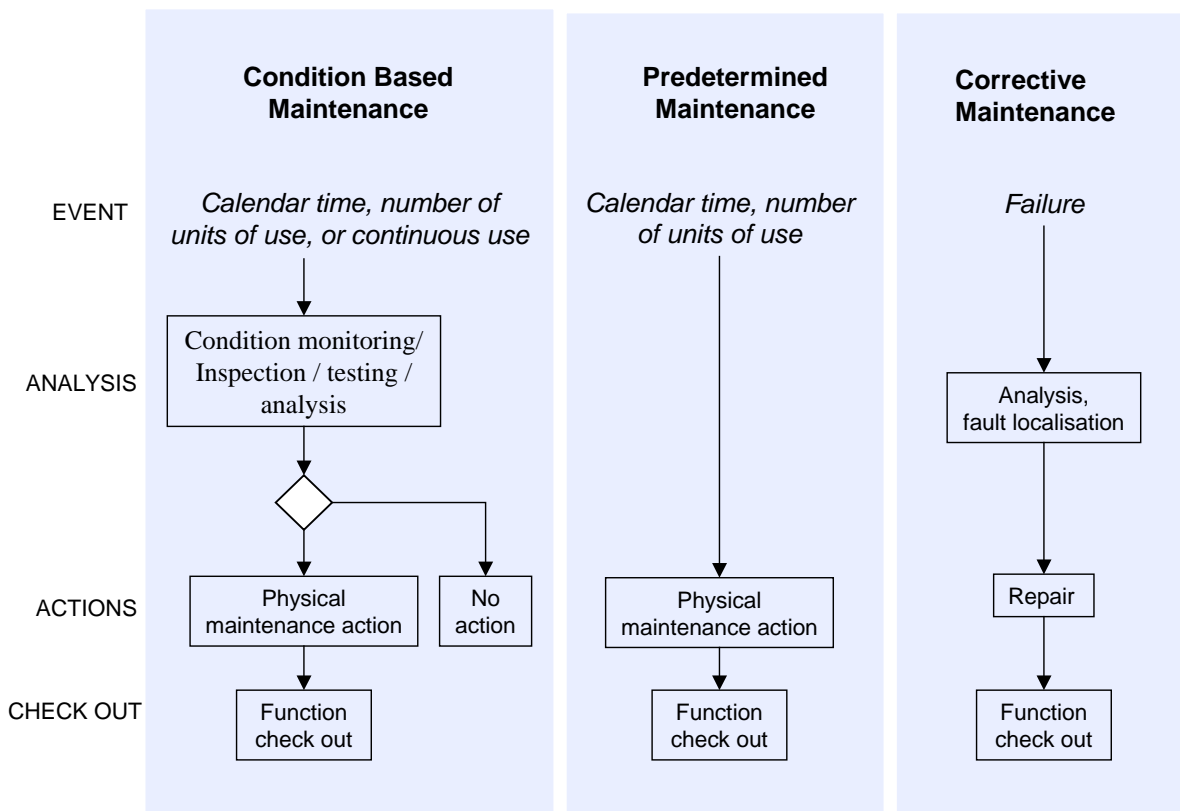 Condition Based
Maintenance
Predetermined
Maintenance
Corrective
Maintenance
EVENT
Calendar time, number of
units of use, or continuous use
Calendar time, number
of units of use
Failure
ANALYSIS
Condition monitoring/
Inspection / testing /
analysis
Analysis,
fault localisation
ACTIONS
Physical
maintenance action
No
action
Physical
maintenance action
Repair
CHECK OUT
Function
check out
Function
check out
Function
check out